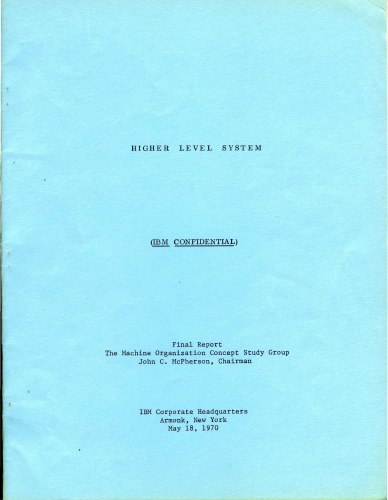 HIGHER LEVEL SYSTEM
(IBM CONFIDENTIAL)
Final Report
The Machine Organization Concept Study Group
John C. McPherson, Chairman
IBM Corporate Headquarters
Armonk, New York
May 18, 1970